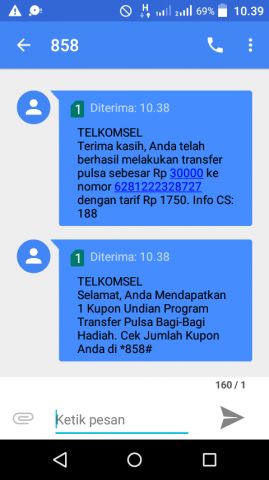 H
69%
10.39
858
1 Diterima: 10.38
TELKOMSEL
Terima kasih, Anda telah
berhasil melakukan transfer
pulsa sebesar Rp 30000 ke
nomor 6281222328727
dengan tarif Rp 1750. Info CS:
188
1 Diterima: 10.38
TELKOMSEL
Selamat, Anda Mendapatkan
1 Kupon Undian Program
Transfer Pulsa Bagi-Bagi
Hadiah. Cek Jumlah Kupon
Anda di *858#
160 / 1
Ketik pesan